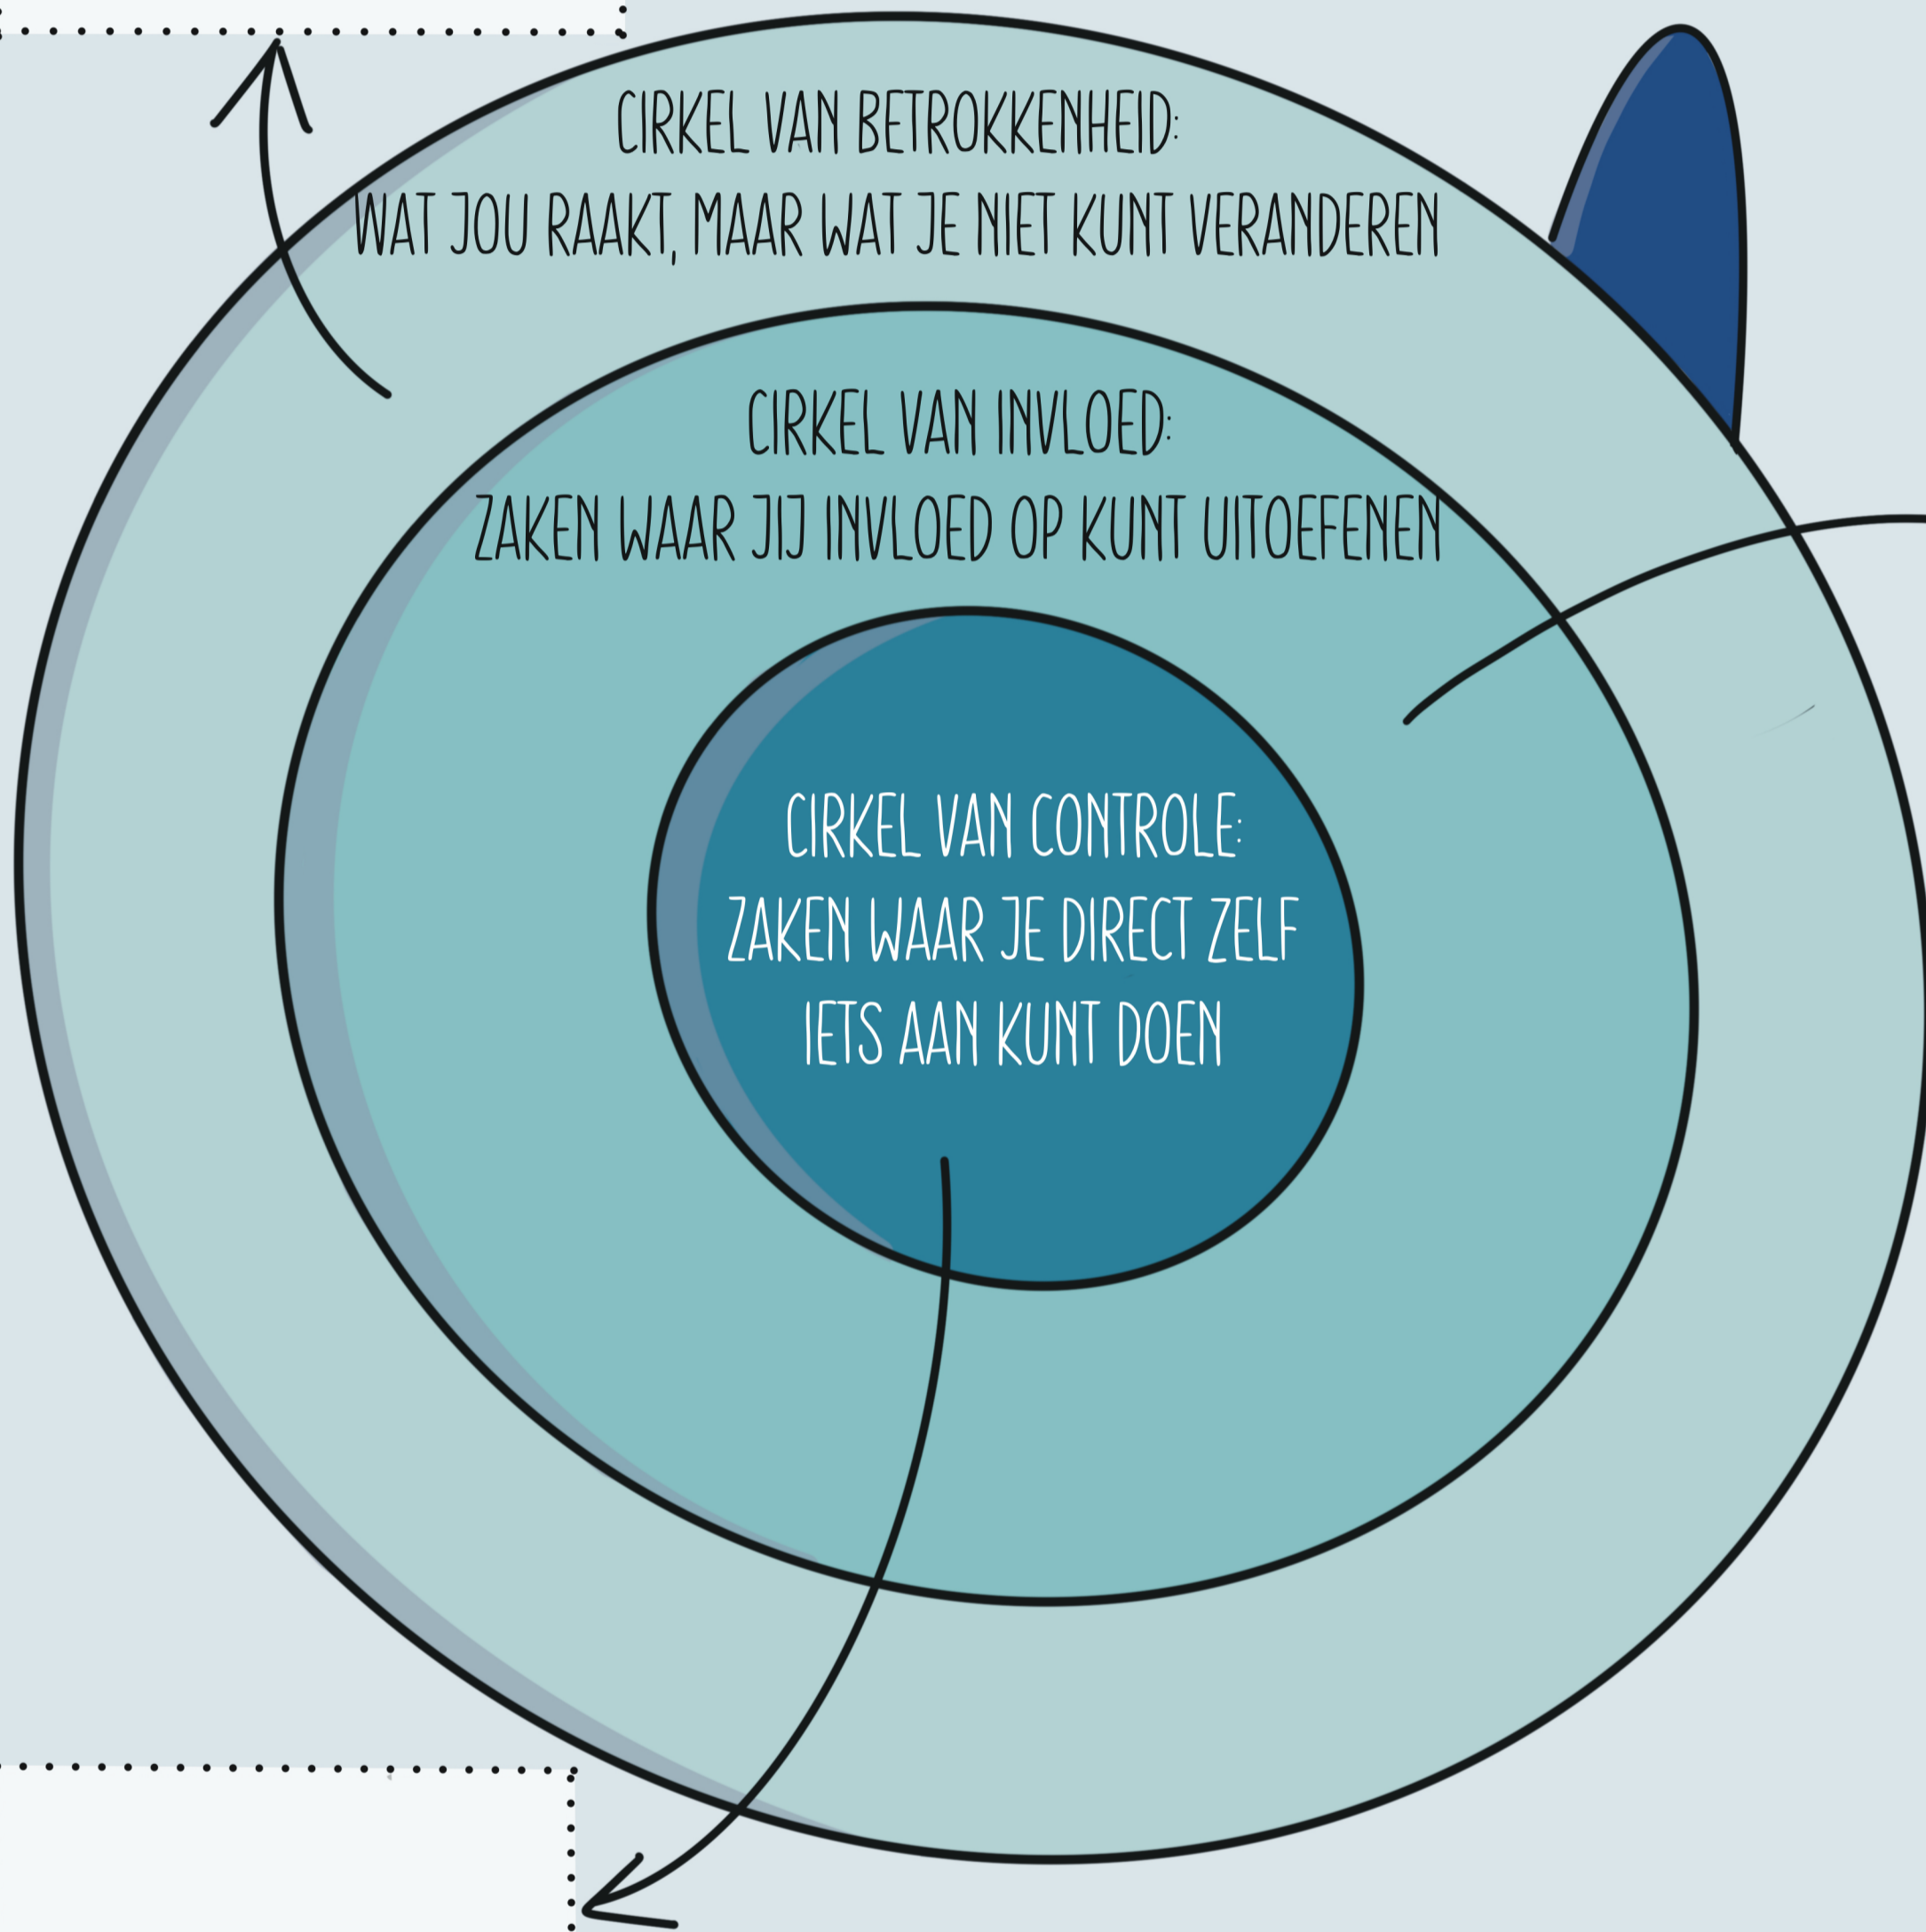 CIRKEL VAN BETROKKENHEID:
WAT JOU RAAKT, MAAR WAT JE NIET KUNT VERANDEREN
CIRKEL VAN INVLOED:
ZAKEN WAAR JIJ INVLOED OP KUNT UITOEFENEN
CIRKEL VAN CONTROLE:
ZAKEN WAAR JE DIRECT ZELF
IETS AAN KUNT DOEN